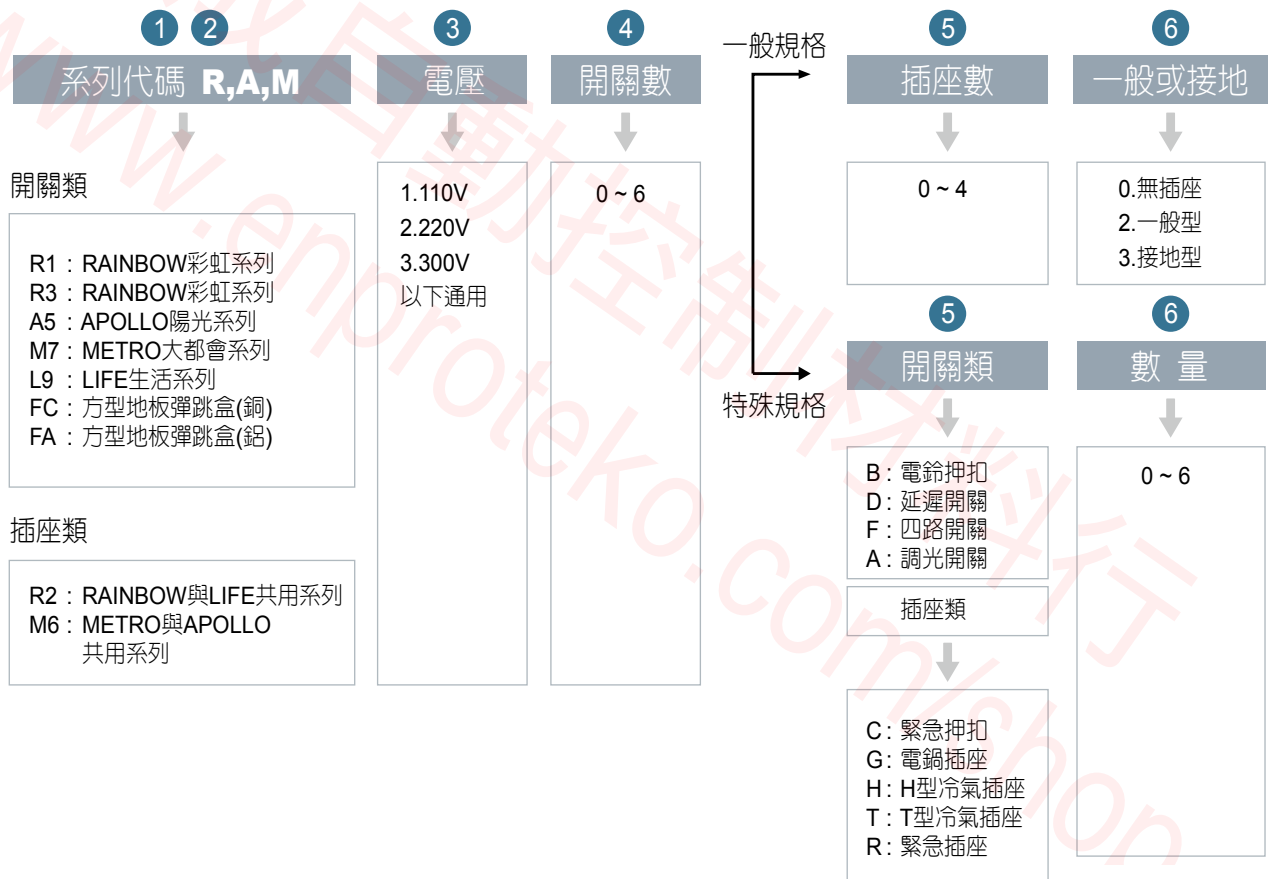 1 2
系列代碼 R,A,M
開關類
R1 : RAINBOW彩虹系列
R3 : RAINBOW彩虹系列
A5 : APOLLO陽光系列
M7 : METRO大都會系列
L9 : LIFE生活系列
FC : 方型地板彈跳盒(銅)
FA : 方型地板彈跳盒(鋁)
插座類
R2 : RAINBOW與LIFE共用系列
M6 : METRO與APOLLO
共用系列
3
電壓
1.110V
2.220V
3.300V
以下通用
4
開關數
0 ~ 6
一般規格
5
插座數
0 ~ 4
6
一般或接地
0.無插座
2.一般型
3.接地型
特殊規格
5
開關類
B : 電鈴押扣
D : 延遲開關
F : 四路開關
A : 調光開關
插座類
C : 緊急押扣
G : 電鍋插座
H : H型冷氣插座
T : T型冷氣插座
R : 緊急插座
6
數 量
0 ~ 6
自動控制材料行
www.enproteko.com/shop